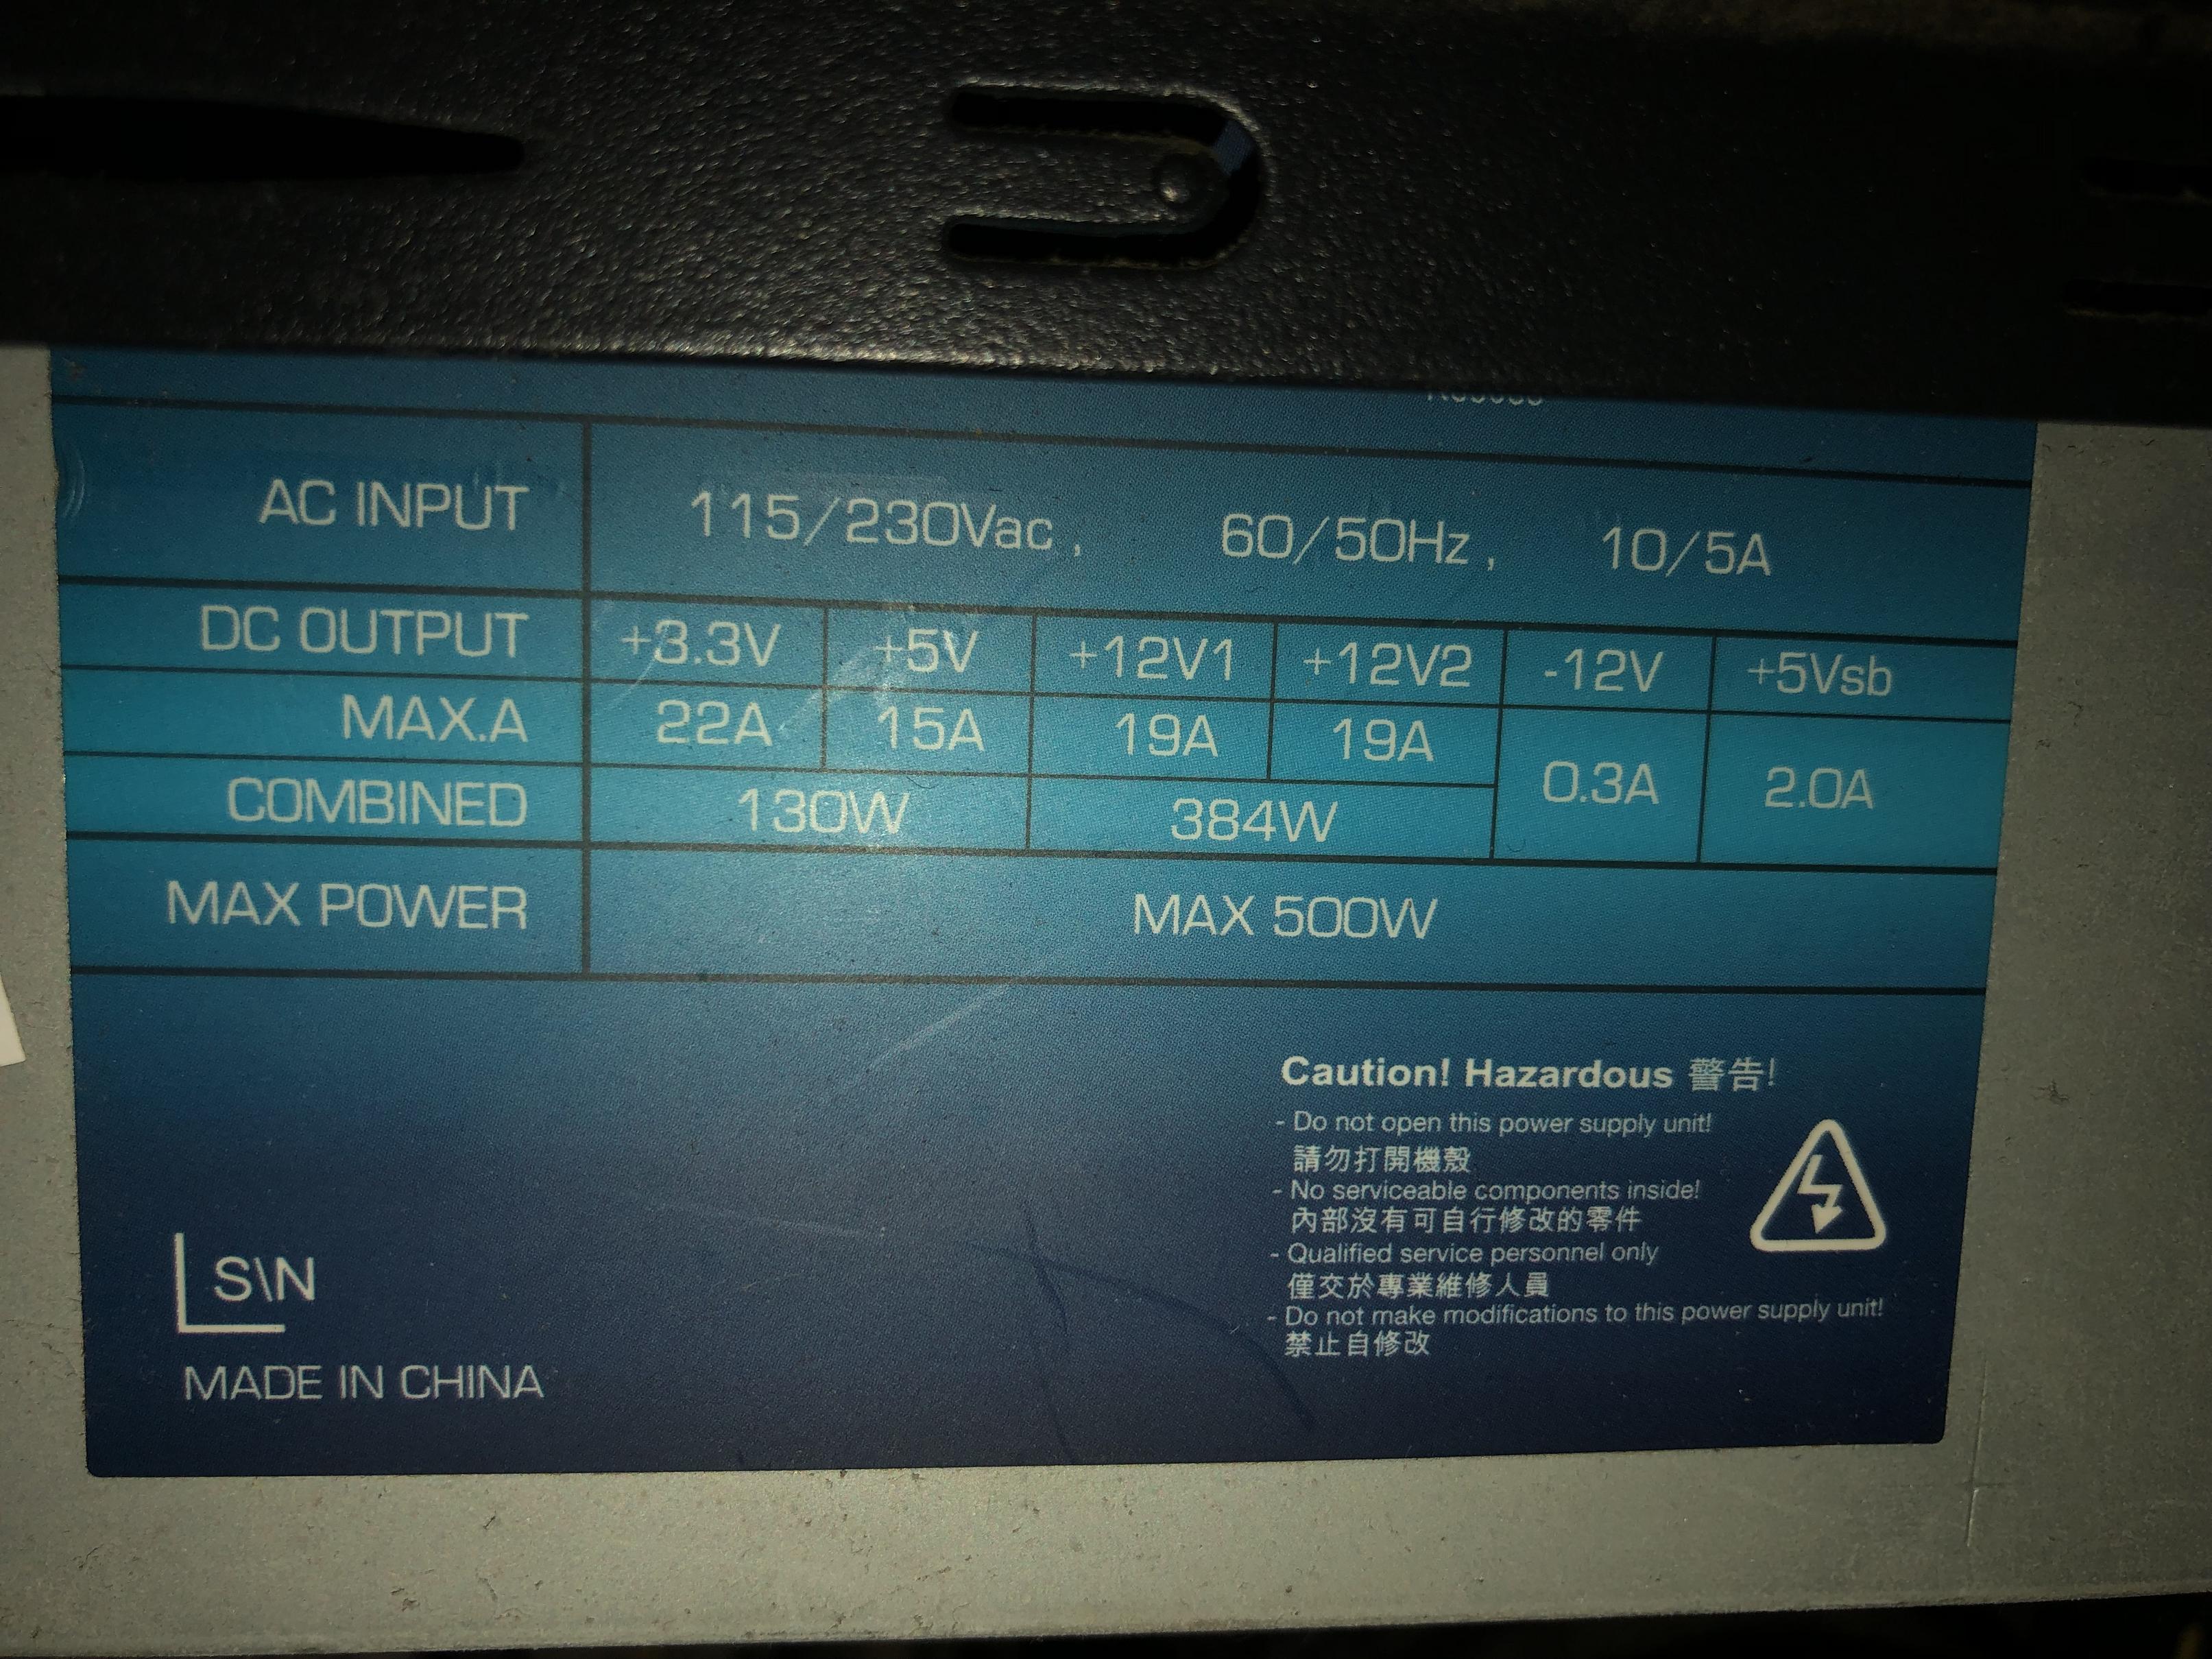 AC INPUT 115/230Vac, 60/50Hz, 10/5A
DC OUTPUT +3.3V +5V +12V1 +12V2 -12V +5Vsb
MAX.A 22A 15A 19A 19A 0.3A 2.0A
COMBINED 130W 384W
MAX POWER MAX 500W
Caution! Hazardous 警告!
- Do not open this power supply unit!
請勿打開機殼
- No serviceable components inside!
內部沒有可自行修改的零件
- Qualified service personnel only
僅交於專業維修人員
- Do not make modifications to this power supply unit!
禁止自修改
S\N
MADE IN CHINA